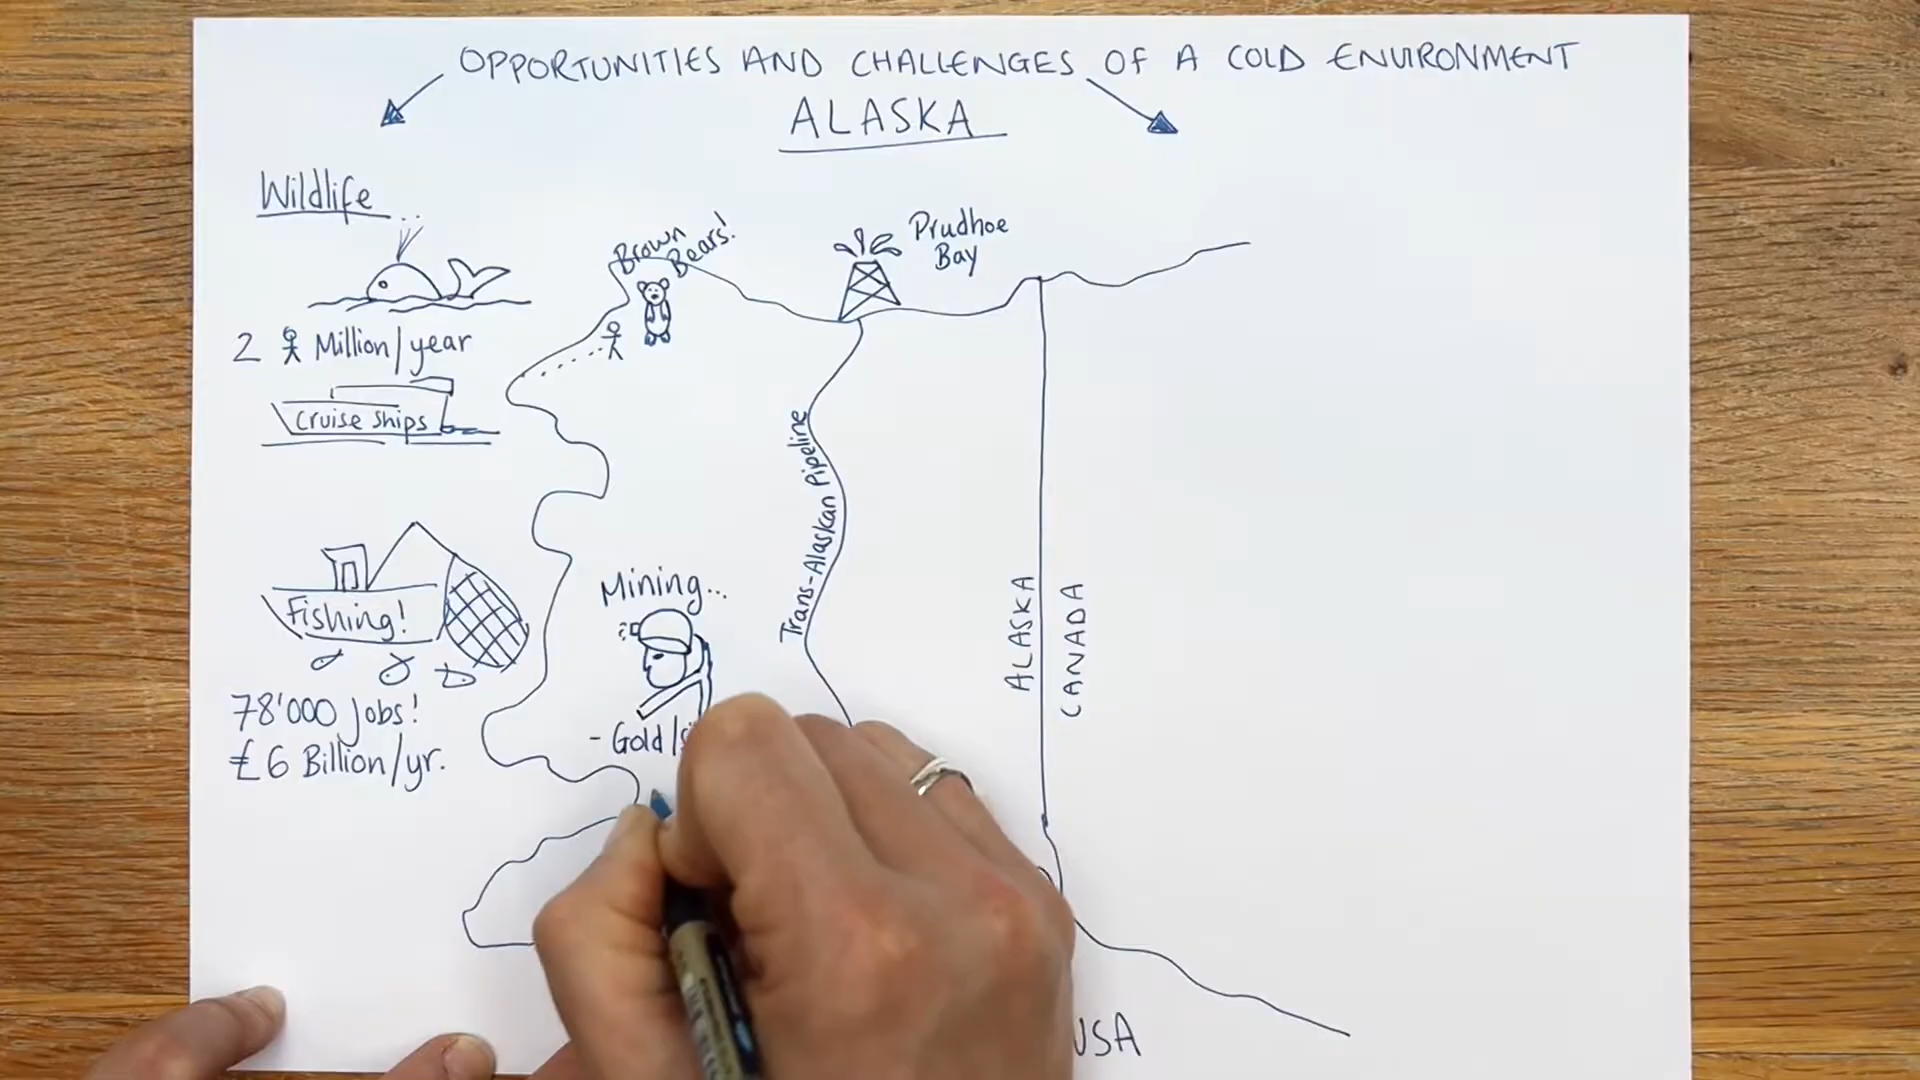 OPPORTUNITIES AND CHALLENGES OF A COLD ENVIRONMENT
ALASKA
Wildlife
2 Million/year
Cruise Ships
Fishing!
78'000 Jobs!
£6 Billion/yr.
Brown
Bears!
Prudhoe
Bay
Trans-Alaskan Pipeline
Mining...
- Gold/
ALASKA
CANADA
USA